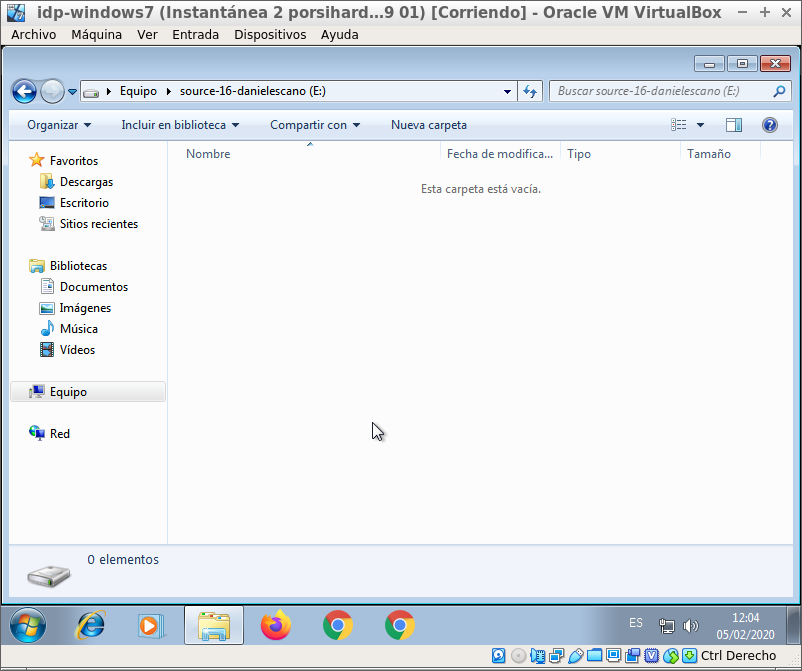 idp-windows7 (Instantánea 2 porsihard...9 01) [Corriendo] - Oracle VM VirtualBox
Archivo Máquina Ver Entrada Dispositivos Ayuda
Equipo source-16-danielescano (E:) Buscar source-16-danielescano (E:)
Organizar Incluir en biblioteca Compartir con Nueva carpeta
Nombre Fecha de modifica... Tipo Tamaño
Esta carpeta está vacía.
Favoritos
Descargas
Escritorio
Sitios recientes
Bibliotecas
Documentos
Imágenes
Música
Vídeos
Equipo
Red
0 elementos
ES 12:04
05/02/2020
Ctrl Derecho